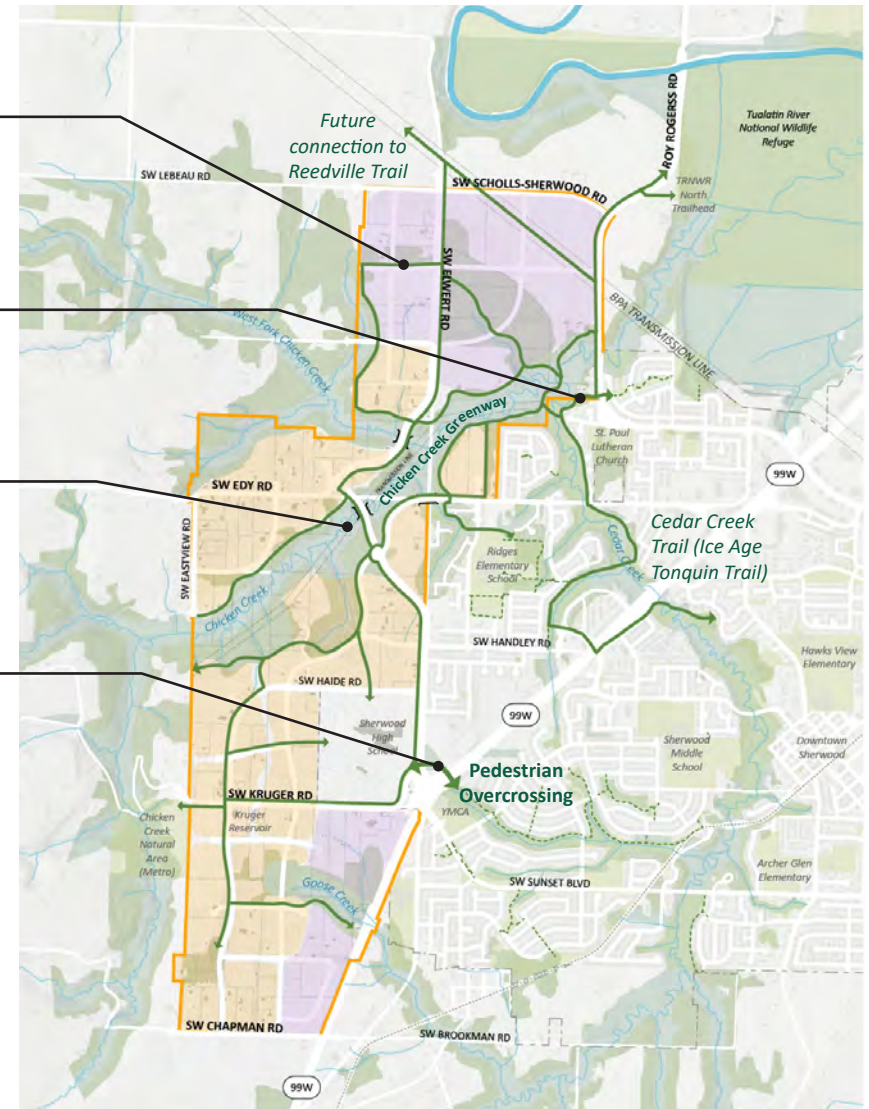 Future
connection to
Reedville Trail
ROY ROGERSS RD
Tualatin River
National Wildlife
Refuge
SW LEBEAU RD
SW SCHOLLS-SHERWOOD RD
TRNWR
North
Trailhead
SW ELWERT RD
BPA TRANSMISSION LINE
West Fork Chicken Creek
St. Paul
Lutheran
Church
Chicken Creek Greenway
99W
SW EDY RD
SW EASTVIEW RD
Cedar Creek
Trail (Ice Age
Tonquin Trail)
Cedar Creek
Ridges
Elementary
School
Chicken Creek
SW HANDLEY RD
Hawks View
Elementary
SW HAIDE RD
99W
Sherwood
High
School
Sherwood
Middle
School
Downtown
Sherwood
Pedestrian
Overcrossing
SW KRUGER RD
YMCA
Chicken
Creek
Natural
Area
(Metro)
Kruger
Reservoir
Archer Glen
Elementary
SW SUNSET BLVD
Goose Creek
SW CHAPMAN RD
SW BROOKMAN RD
99W